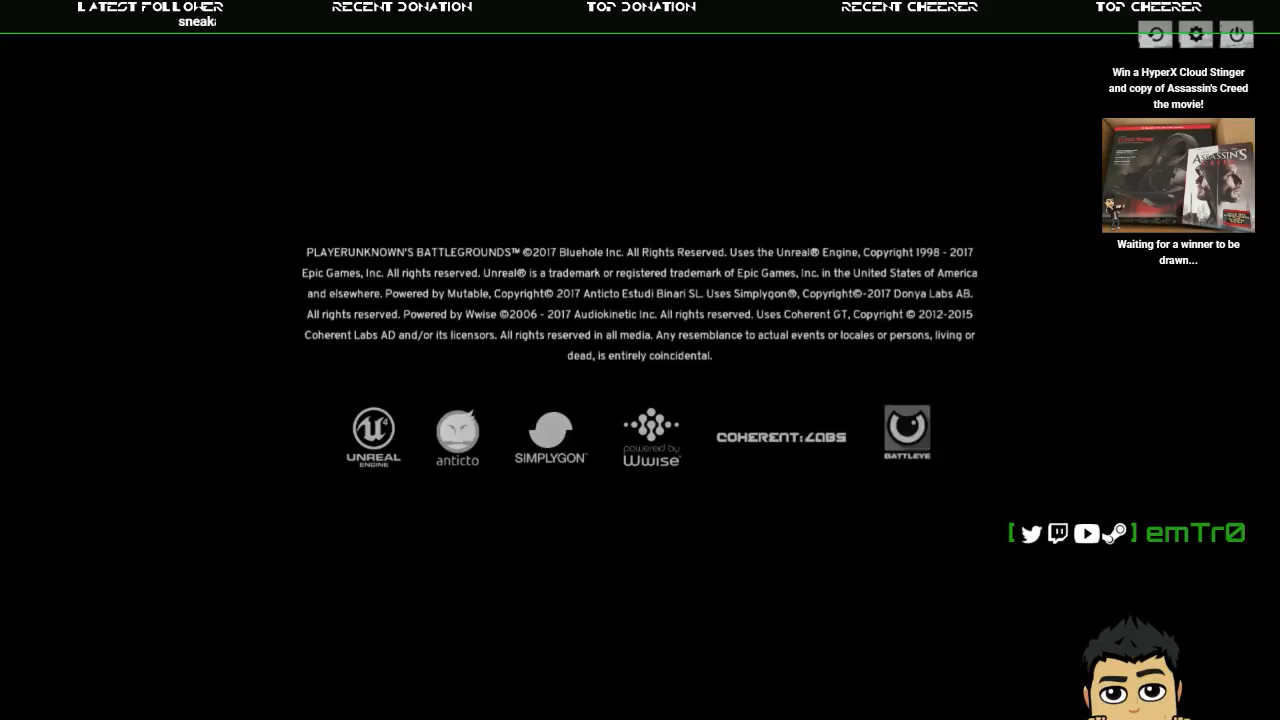 LATEST FOLLOWER
RECENT DONATION
TOP DONATION
RECENT CHEERER
TOP CHEERER
sneak
Win a HyperX Cloud Stinger
and copy of Assassin's Creed
the movie!
ASSASSIN'S
Waiting for a winner to be
drawn...
PLAYERUNKNOWN'S BATTLEGROUNDS™ ©2017 Bluehole Inc. All Rights Reserved. Uses the Unreal® Engine, Copyright 1998 - 2017
Epic Games, Inc. All rights reserved. Unreal® is a trademark or registered trademark of Epic Games, Inc. in the United States of America
and elsewhere. Powered by Mutable, Copyright© 2017 Anticto Estudi Binari SL. Uses Simplygon®, Copyright©-2017 Donya Labs AB.
All rights reserved. Powered by Wwise ©2006 - 2017 Audiokinetic Inc. All rights reserved. Uses Coherent GT, Copyright © 2012-2015
Coherent Labs AD and/or its licensors. All rights reserved in all media. Any resemblance to actual events or locales or persons, living or
dead, is entirely coincidental.
UNREAL
ENGINE
anticto
SIMPLYGON™
powered by
Wwise™
COHERENT:LABS
BATTLEYE
[ ] emTr0